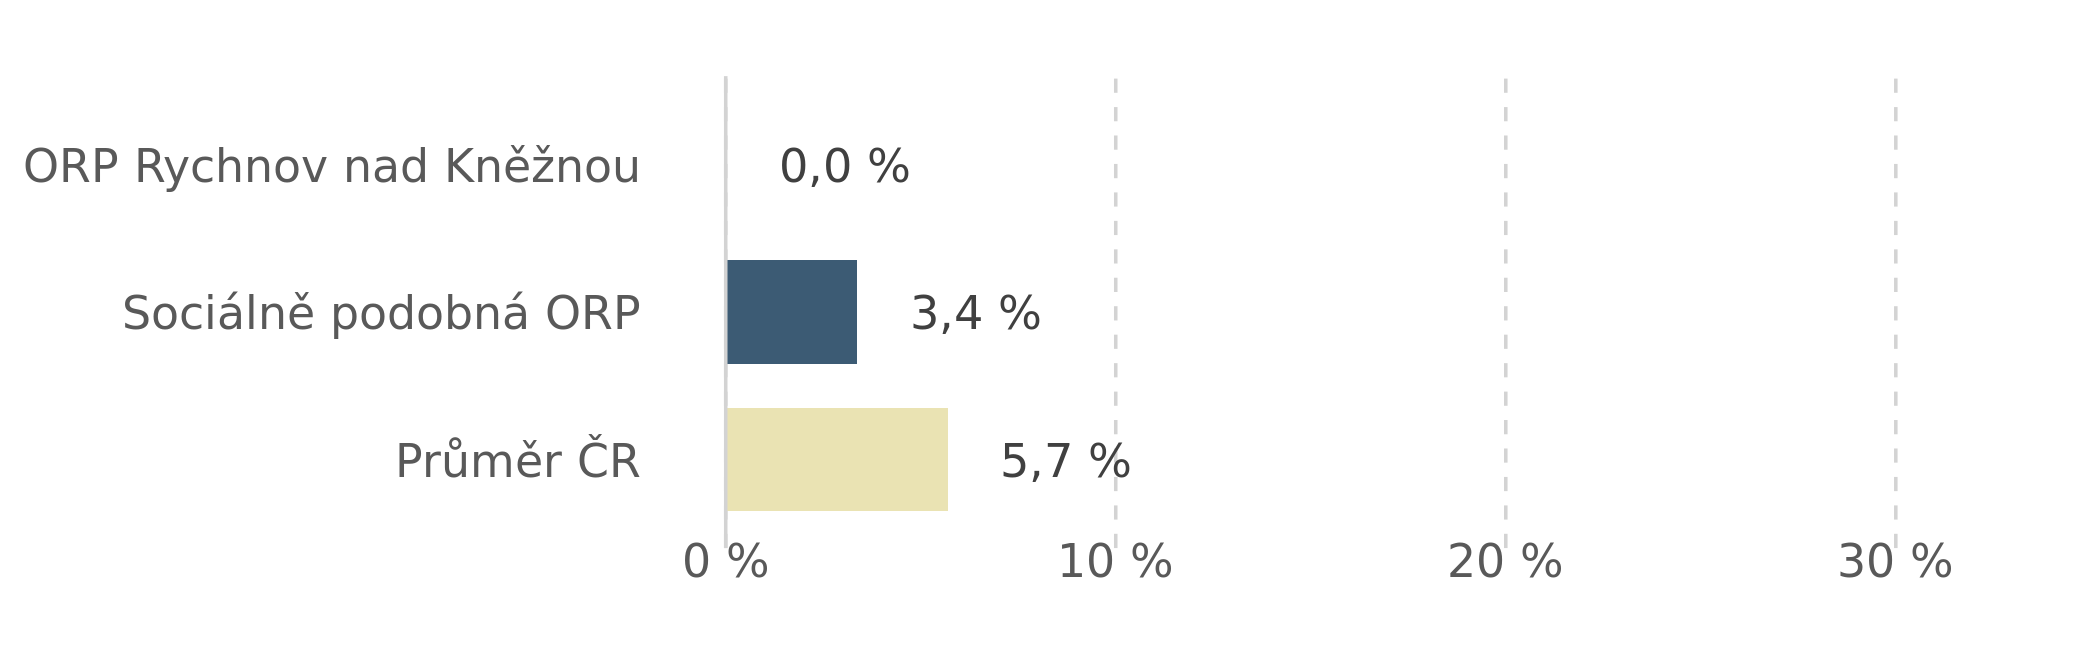 ORP Rychnov nad Kněžnou
0,0 %
Sociálně podobná ORP
3,4 %
Průměr ČR
5,7 %
0 %
10 %
20 %
30 %